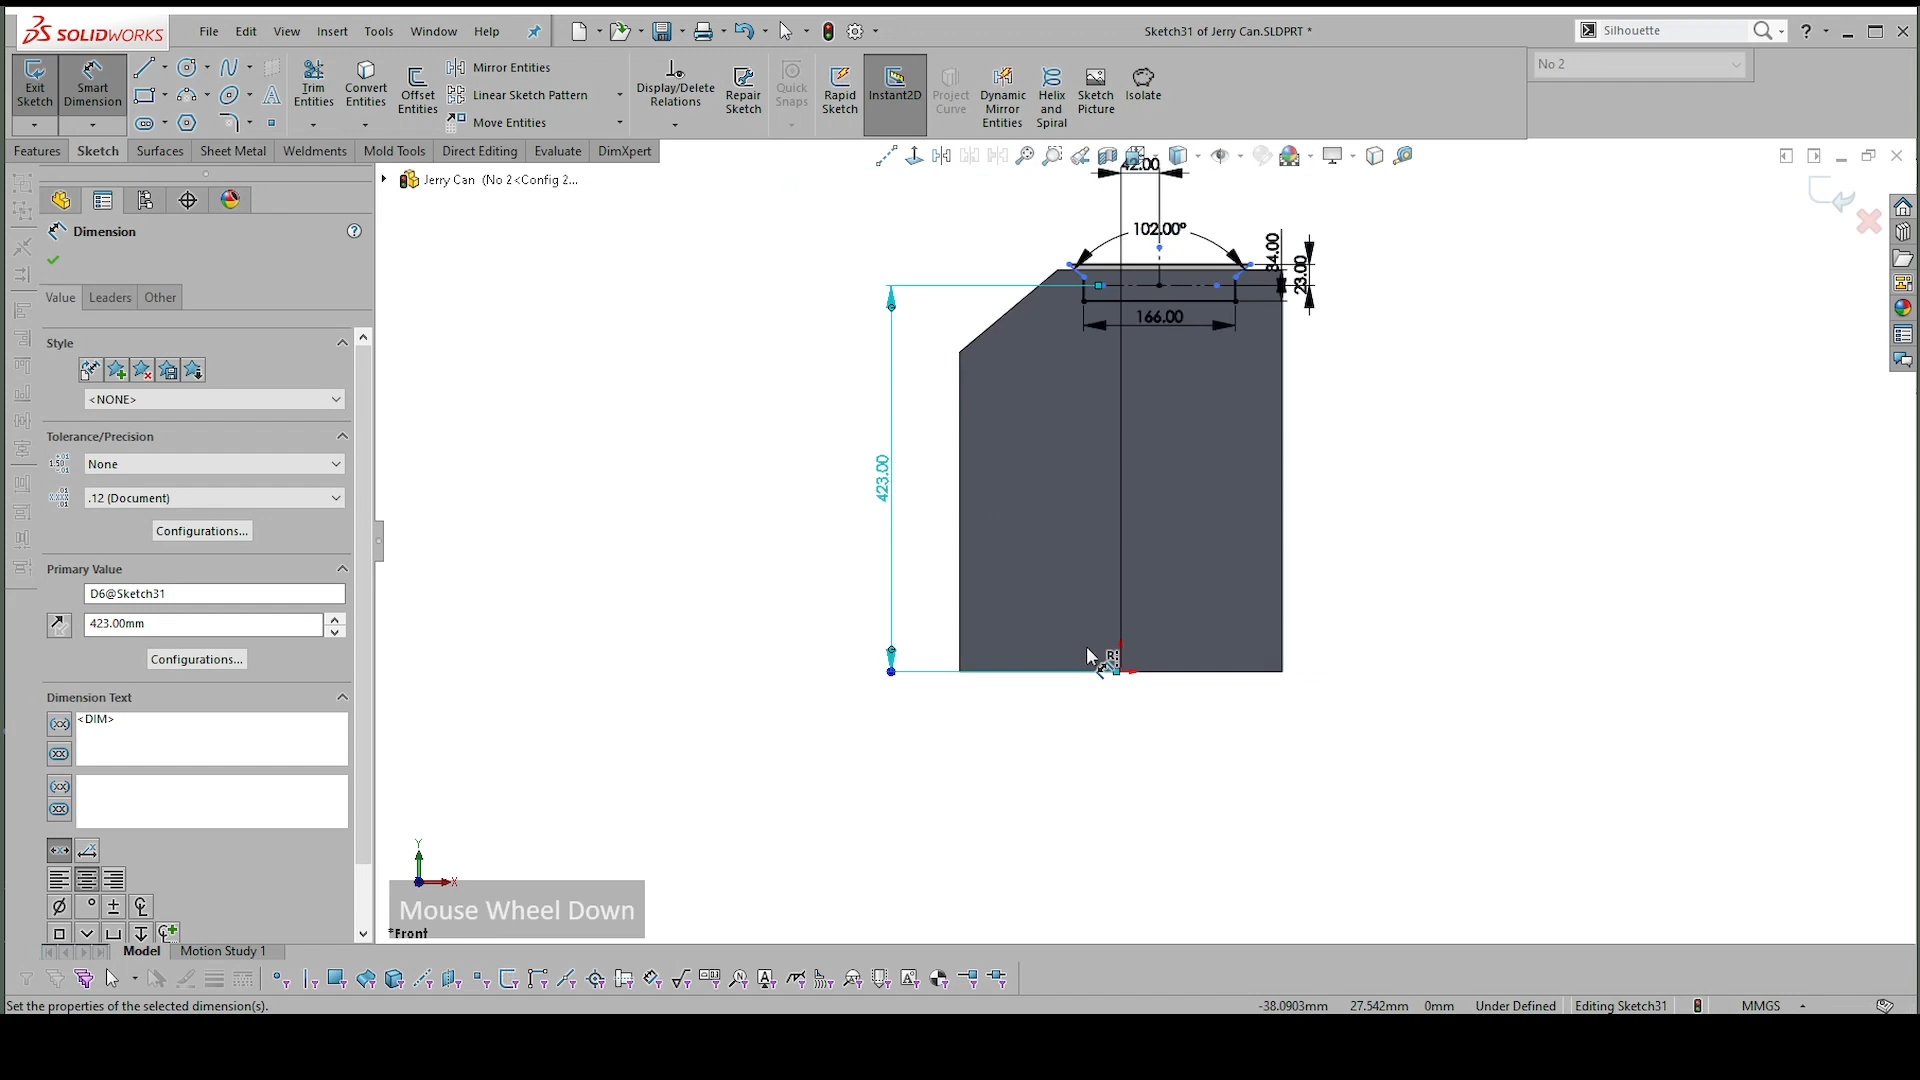 SOLIDWORKS
File
Edit
View
Insert
Tools
Window
Help
Sketch31 of Jerry Can.SLDPRT *
Silhouette
No 2
Exit
Sketch
Smart
Dimension
Trim
Entities
Convert
Entities
Offset
Entities
Mirror Entities
Linear Sketch Pattern
Move Entities
Display/Delete
Relations
Repair
Sketch
Quick
Snaps
Rapid
Sketch
Instant2D
Project
Curve
Dynamic
Mirror
Entities
Helix
and
Spiral
Sketch
Picture
Isolate
Features
Sketch
Surfaces
Sheet Metal
Weldments
Mold Tools
Direct Editing
Evaluate
DimXpert
Jerry Can (No 2<Config 2...
Dimension
Value
Leaders
Other
Style
<NONE>
Tolerance/Precision
None
.12 (Document)
Configurations...
Primary Value
D6@Sketch31
423.00mm
Configurations...
Dimension Text
<DIM>
42.00
102.00°
34.00
23.00
166.00
423.00
Y
X
Mouse Wheel Down
*Front
Model
Motion Study 1
Set the properties of the selected dimension(s).
-38.0903mm
27.542mm
0mm
Under Defined
Editing Sketch31
MMGS